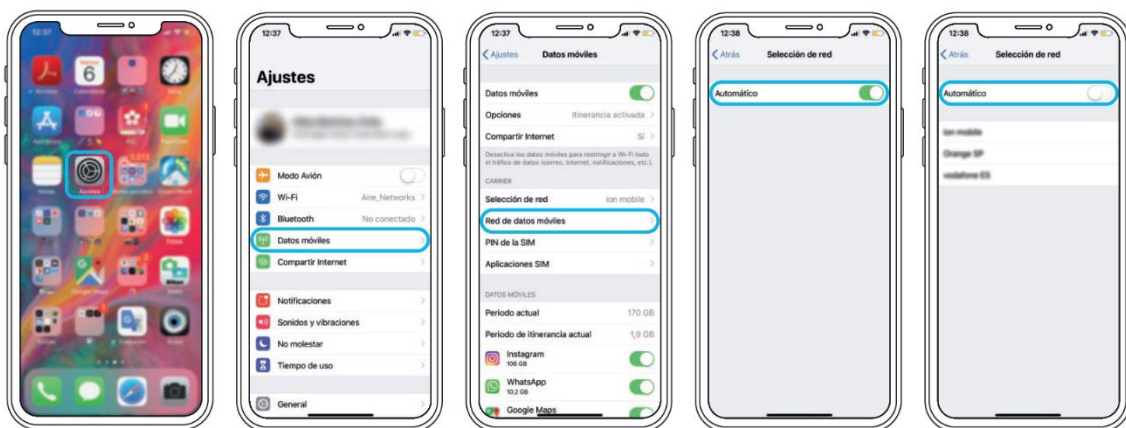 12:37
6
Ajustes
12:37
Ajustes
Modo Avión
Wi-Fi Aire_Networks
Bluetooth No conectado
Datos móviles
Compartir Internet
Notificaciones
Sonidos y vibraciones
No molestar
Tiempo de uso
General
12:37
Ajustes Datos móviles
Datos móviles
Opciones Itinerancia activada
Compartir Internet Sí
Desactiva los datos móviles para restringir a Wi-Fi todo
el tráfico de datos (correo, Internet, notificaciones, etc.).
CARRIER
Selección de red ion mobile
Red de datos móviles
PIN de la SIM
Aplicaciones SIM
DATOS MÓVILES
Periodo actual 170 GB
Periodo de itinerancia actual 1,9 GB
Instagram
106 GB
WhatsApp
10,2 GB
Google Maps
12:38
Atrás Selección de red
Automático
12:38
Atrás Selección de red
Automático
ion mobile
Orange SP
vodafone ES